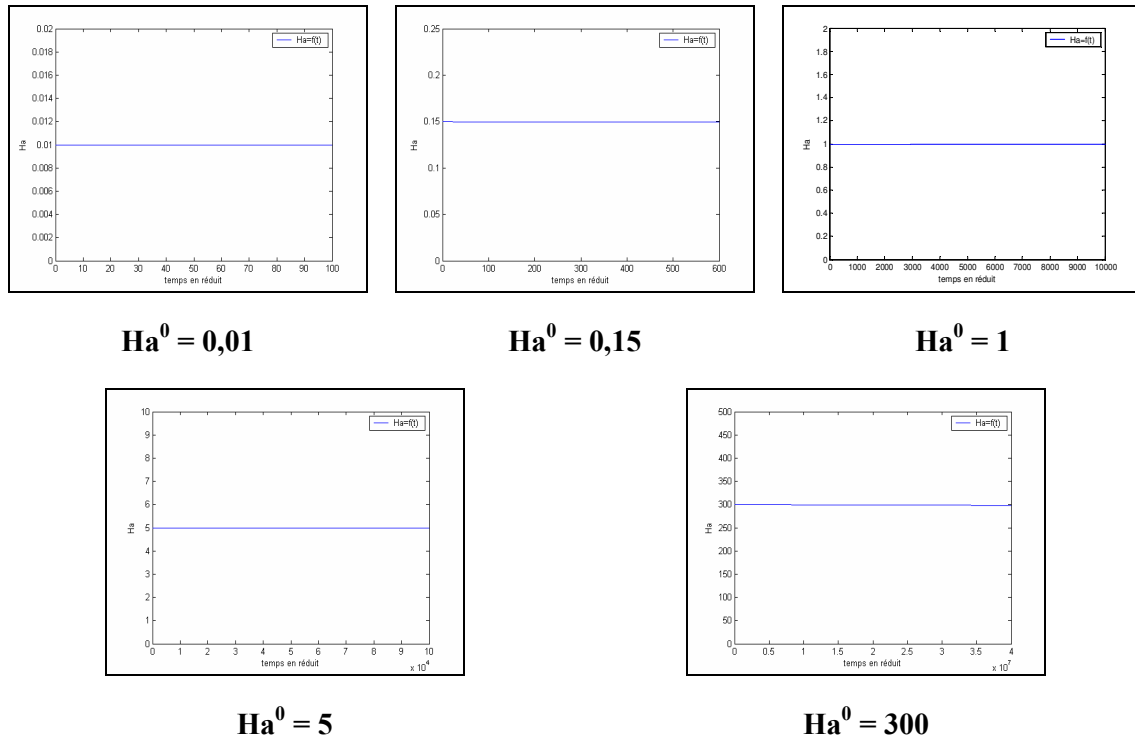 0.02
0.018
0.016
0.014
0.012
0.01
0.008
0.006
0.004
0.002
0
Ha
Ha=f(t)
0 10 20 30 40 50 60 70 80 90 100
temps en réduit
0.25
0.2
0.15
0.1
0.05
0
Ha
Ha=f(t)
0 100 200 300 400 500 600
temps en réduit
2
1.8
1.6
1.4
1.2
1
0.8
0.6
0.4
0.2
0
Ha
Ha=f(t)
0 1000 2000 3000 4000 5000 6000 7000 8000 9000 10000
temps en réduit
Ha⁰ = 0,01
Ha⁰ = 0,15
Ha⁰ = 1
10
9
8
7
6
5
4
3
2
1
0
Ha
Ha=f(t)
0 1 2 3 4 5 6 7 8 9 10
temps en réduit
x 10⁴
500
450
400
350
300
250
200
150
100
50
0
Ha
Ha=f(t)
0 0.5 1 1.5 2 2.5 3 3.5 4
temps en réduit
x 10⁷
Ha⁰ = 5
Ha⁰ = 300